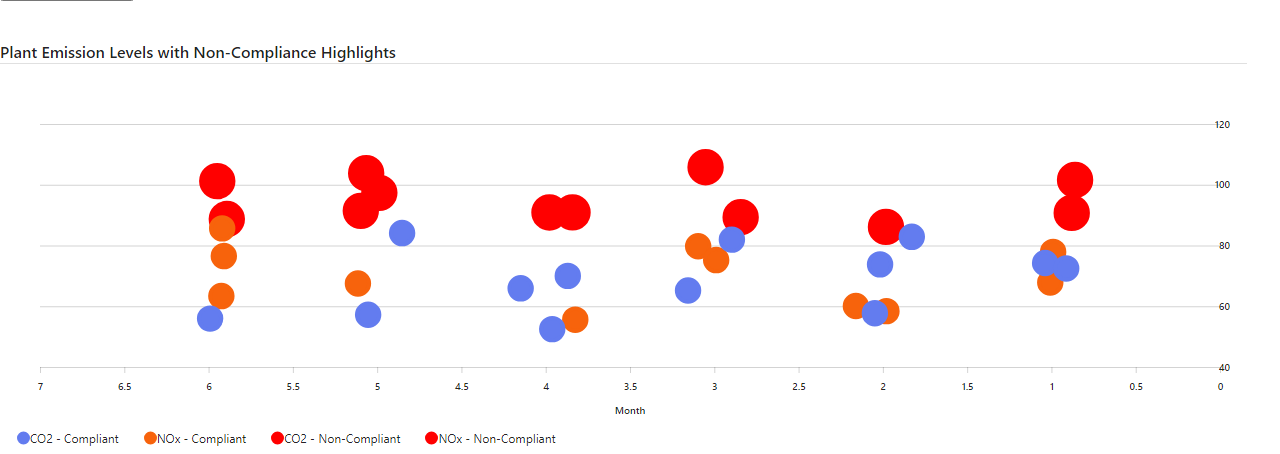 Plant Emission Levels with Non-Compliance Highlights
120
100
80
60
40
7 6.5 6 5.5 5 4.5 4 3.5 3 2.5 2 1.5 1 0.5 0
Month
CO2 - Compliant NOx - Compliant CO2 - Non-Compliant NOx - Non-Compliant